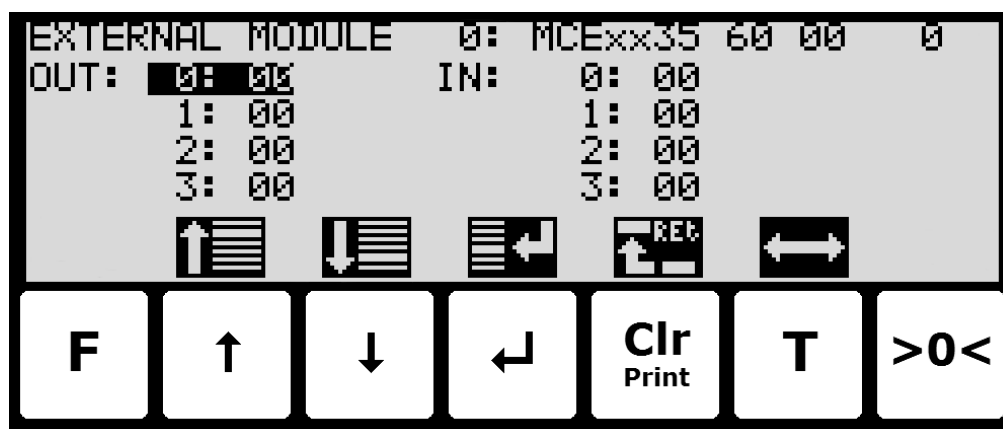 EXTERNAL MODULE 0: MCExx35 60 00 0
OUT: 0: 00 IN: 0: 00
1: 00 1: 00
2: 00 2: 00
3: 00 3: 00
Ret
F ↑ ↓ ↵ Clr T >0<
Print